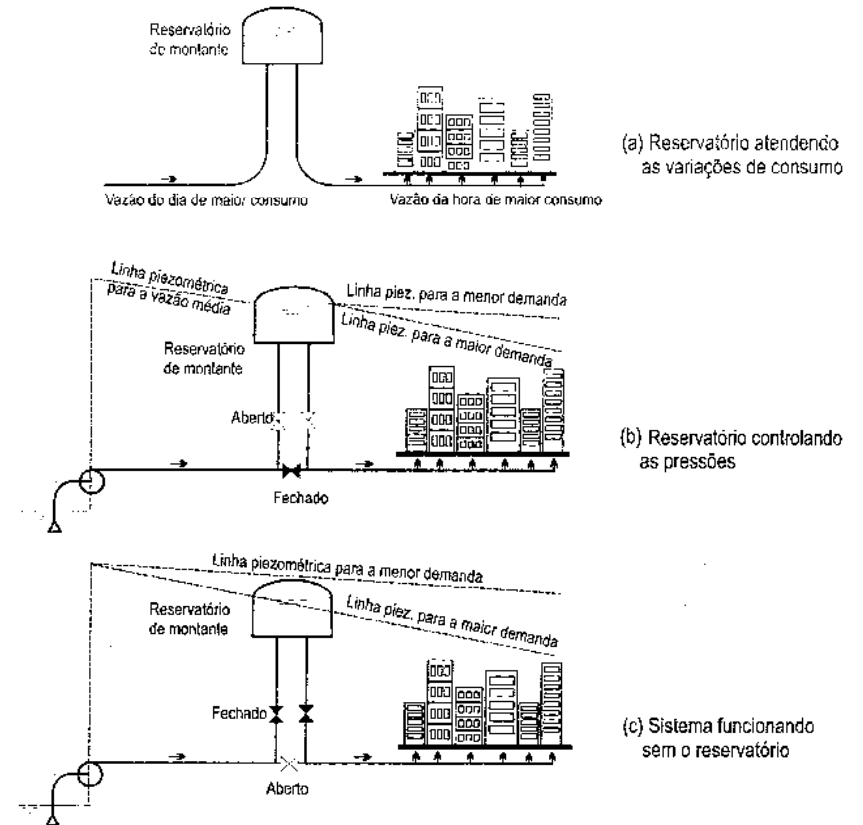 Reservatório
de montante
Vazão do dia de maior consumo
Vazão da hora de maior consumo
(a) Reservatório atendendo
as variações de consumo
Linha piezométrica
para a vazão média
Linha piez. para a menor demanda
Linha piez. para a maior demanda
Reservatório
de montante
Aberto
Fechado
(b) Reservatório controlando
as pressões
Linha piezométrica para a menor demanda
Linha piez. para a maior demanda
Reservatório
de montante
Fechado
Aberto
(c) Sistema funcionando
sem o reservatório